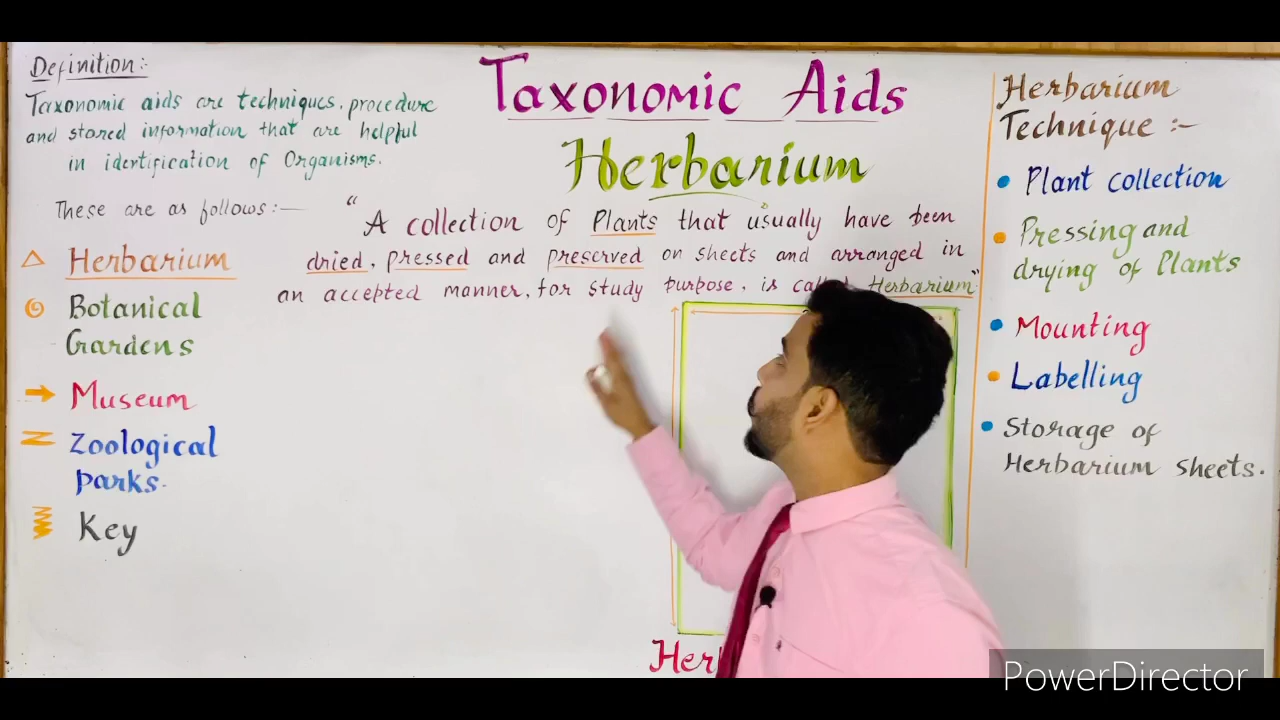 Definition:-
Taxonomic aids are techniques, procedure
and stored information that are helpful
in identification of Organisms.
These are as follows:—
Herbarium
Botanical
Gardens
Museum
Zoological
parks.
Key
Taxonomic Aids
Herbarium
"A collection of Plants that usually have been
dried, pressed and preserved on sheets and arranged in
an accepted manner, for study purpose, is Herbarium"
Herbarium
Technique:-
• Plant collection
• Pressing and
drying of Plants
• Mounting
• Labelling
• Storage of
Herbarium sheets.
PowerDirector